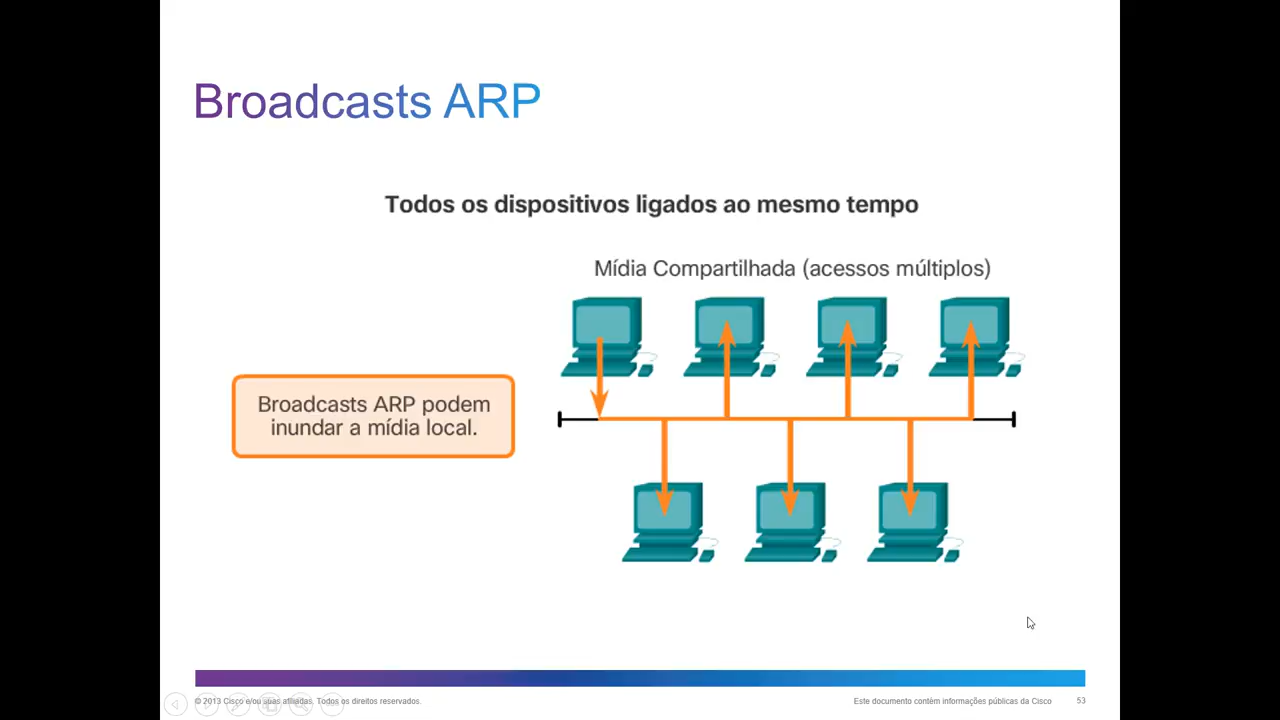 Broadcasts ARP
Todos os dispositivos ligados ao mesmo tempo
Mídia Compartilhada (acessos múltiplos)
Broadcasts ARP podem
inundar a mídia local.
© 2013 Cisco e/ou suas afiliadas. Todos os direitos reservados.
Este documento contém informações públicas da Cisco
53